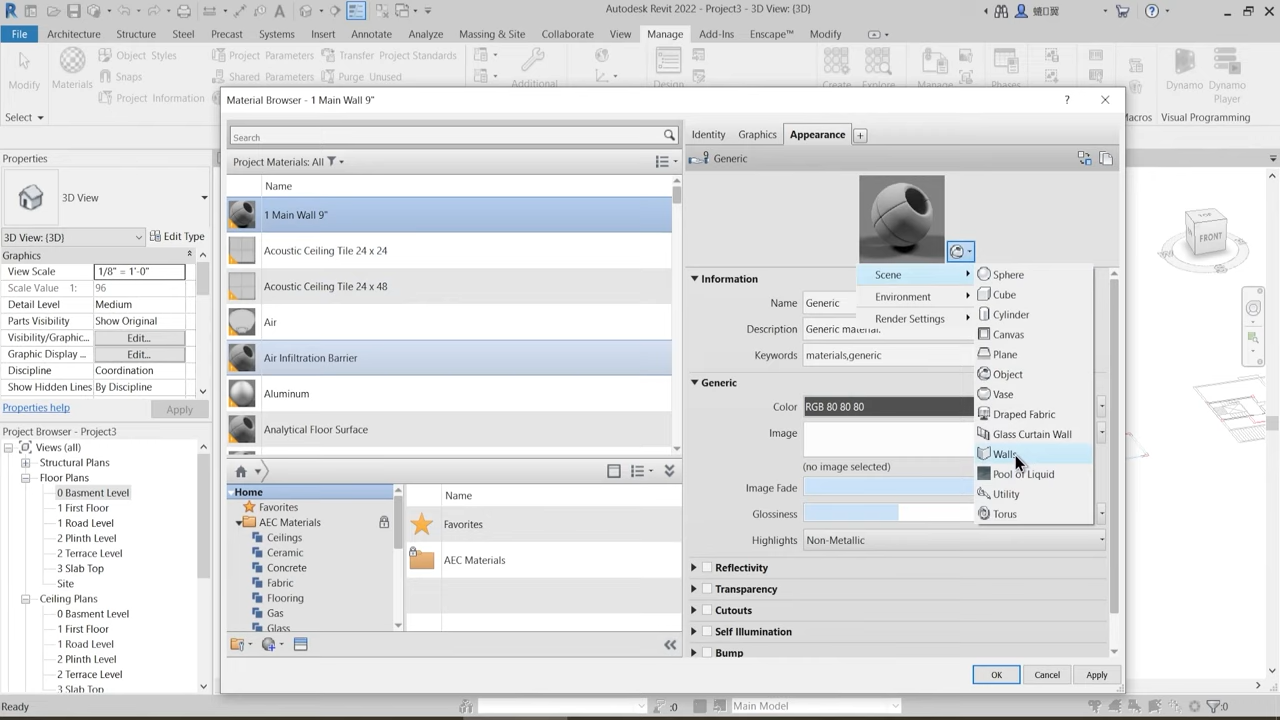 Autodesk Revit 2022 - Project3 - 3D View: {3D}
File Architecture Structure Steel Precast Systems Insert Annotate Analyze Massing & Site Collaborate View Manage Add-Ins Enscape™ Modify
Modify
Select
Materials
Object Styles
Snaps
Project Information
Project Parameters
Shared Parameters
Transfer Project Standards
Purge Unused
Additional
Create
Explore
Manage
Macros
Dynamo
Dynamo
Player
Visual Programming
Properties
3D View
3D View: {3D}
Edit Type
Graphics
View Scale 1/8" = 1'-0"
Scale Value 1: 96
Detail Level Medium
Parts Visibility Show Original
Visibility/Graphic... Edit...
Graphic Display ... Edit...
Discipline Coordination
Show Hidden Lines By Discipline
Properties help Apply
Project Browser - Project3
Views (all)
Structural Plans
Floor Plans
0 Basment Level
1 First Floor
1 Road Level
2 Plinth Level
2 Terrace Level
3 Slab Top
Site
Ceiling Plans
0 Basment Level
1 First Floor
1 Road Level
2 Plinth Level
2 Terrace Level
3 Slab Top
Material Browser - 1 Main Wall 9"
?
Search
Project Materials: All
Name
1 Main Wall 9"
Acoustic Ceiling Tile 24 x 24
Acoustic Ceiling Tile 24 x 48
Air
Air Infiltration Barrier
Aluminum
Analytical Floor Surface
Home
Favorites
AEC Materials
Ceilings
Ceramic
Concrete
Fabric
Flooring
Gas
Glass
Name
Favorites
AEC Materials
Identity Graphics Appearance +
Generic
Information
Name Generic
Description Generic material.
Keywords materials,generic
Generic
Color RGB 80 80 80
Image
(no image selected)
Image Fade
Glossiness
Highlights Non-Metallic
Reflectivity
Transparency
Cutouts
Self Illumination
Bump
Scene
Environment
Render Settings
Sphere
Cube
Cylinder
Canvas
Plane
Object
Vase
Draped Fabric
Glass Curtain Wall
Walls
Pool of Liquid
Utility
Torus
OK Cancel Apply
TOP
FRONT
Ready
:0
Main Model
:0